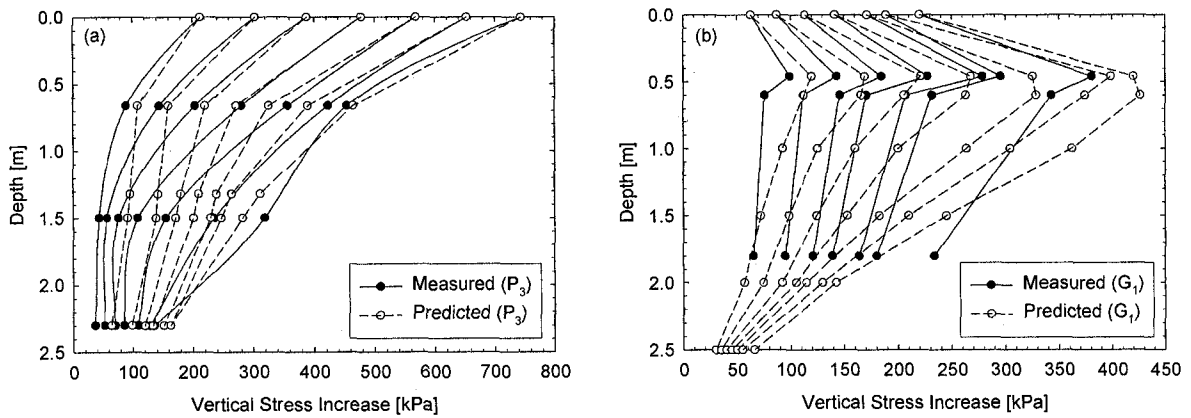 (a)
0.0
0.5
1.0
1.5
2.0
2.5
Depth [m]
0 100 200 300 400 500 600 700 800
Vertical Stress Increase [kPa]
Measured (P3)
Predicted (P3)
(b)
0.0
0.5
1.0
1.5
2.0
2.5
Depth [m]
0 50 100 150 200 250 300 350 400 450
Vertical Stress Increase [kPa]
Measured (G1)
Predicted (G1)